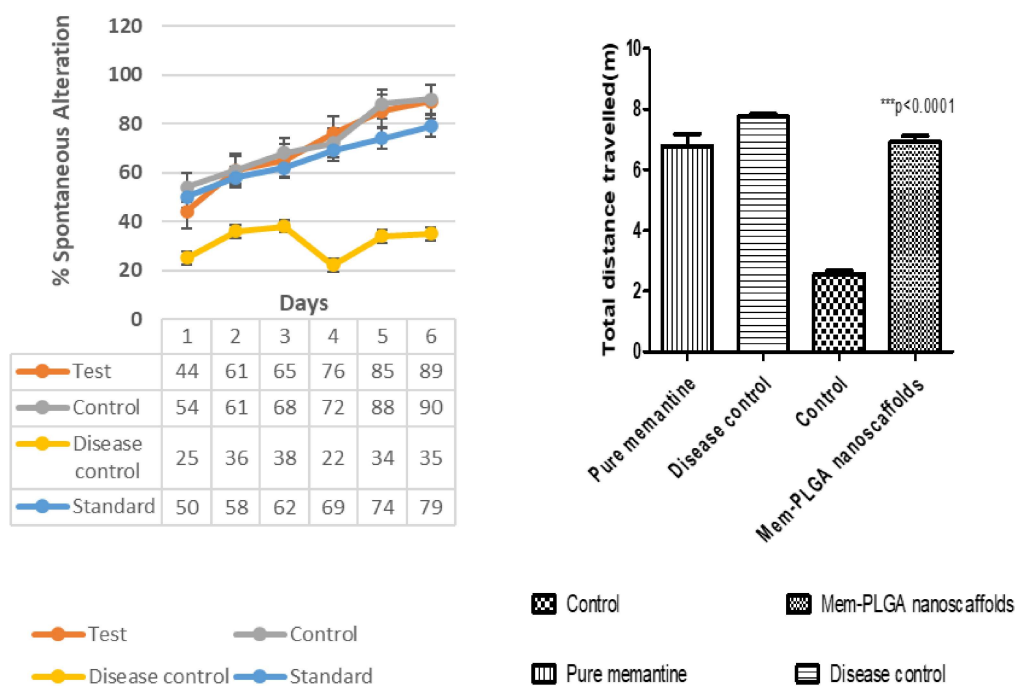 % Spontaneous Alteration
120
100
80
60
40
20
0
Days
1 2 3 4 5 6
Test 44 61 65 76 85 89
Control 54 61 68 72 88 90
Disease control 25 36 38 22 34 35
Standard 50 58 62 69 74 79
Test Control
Disease control Standard
Total distance travelled(m)
10
8
6
4
2
0
***p<0.0001
Pure memantine
Disease control
Control
Mem-PLGA nanoscaffolds
Control Mem-PLGA nanoscaffolds
Pure memantine Disease control